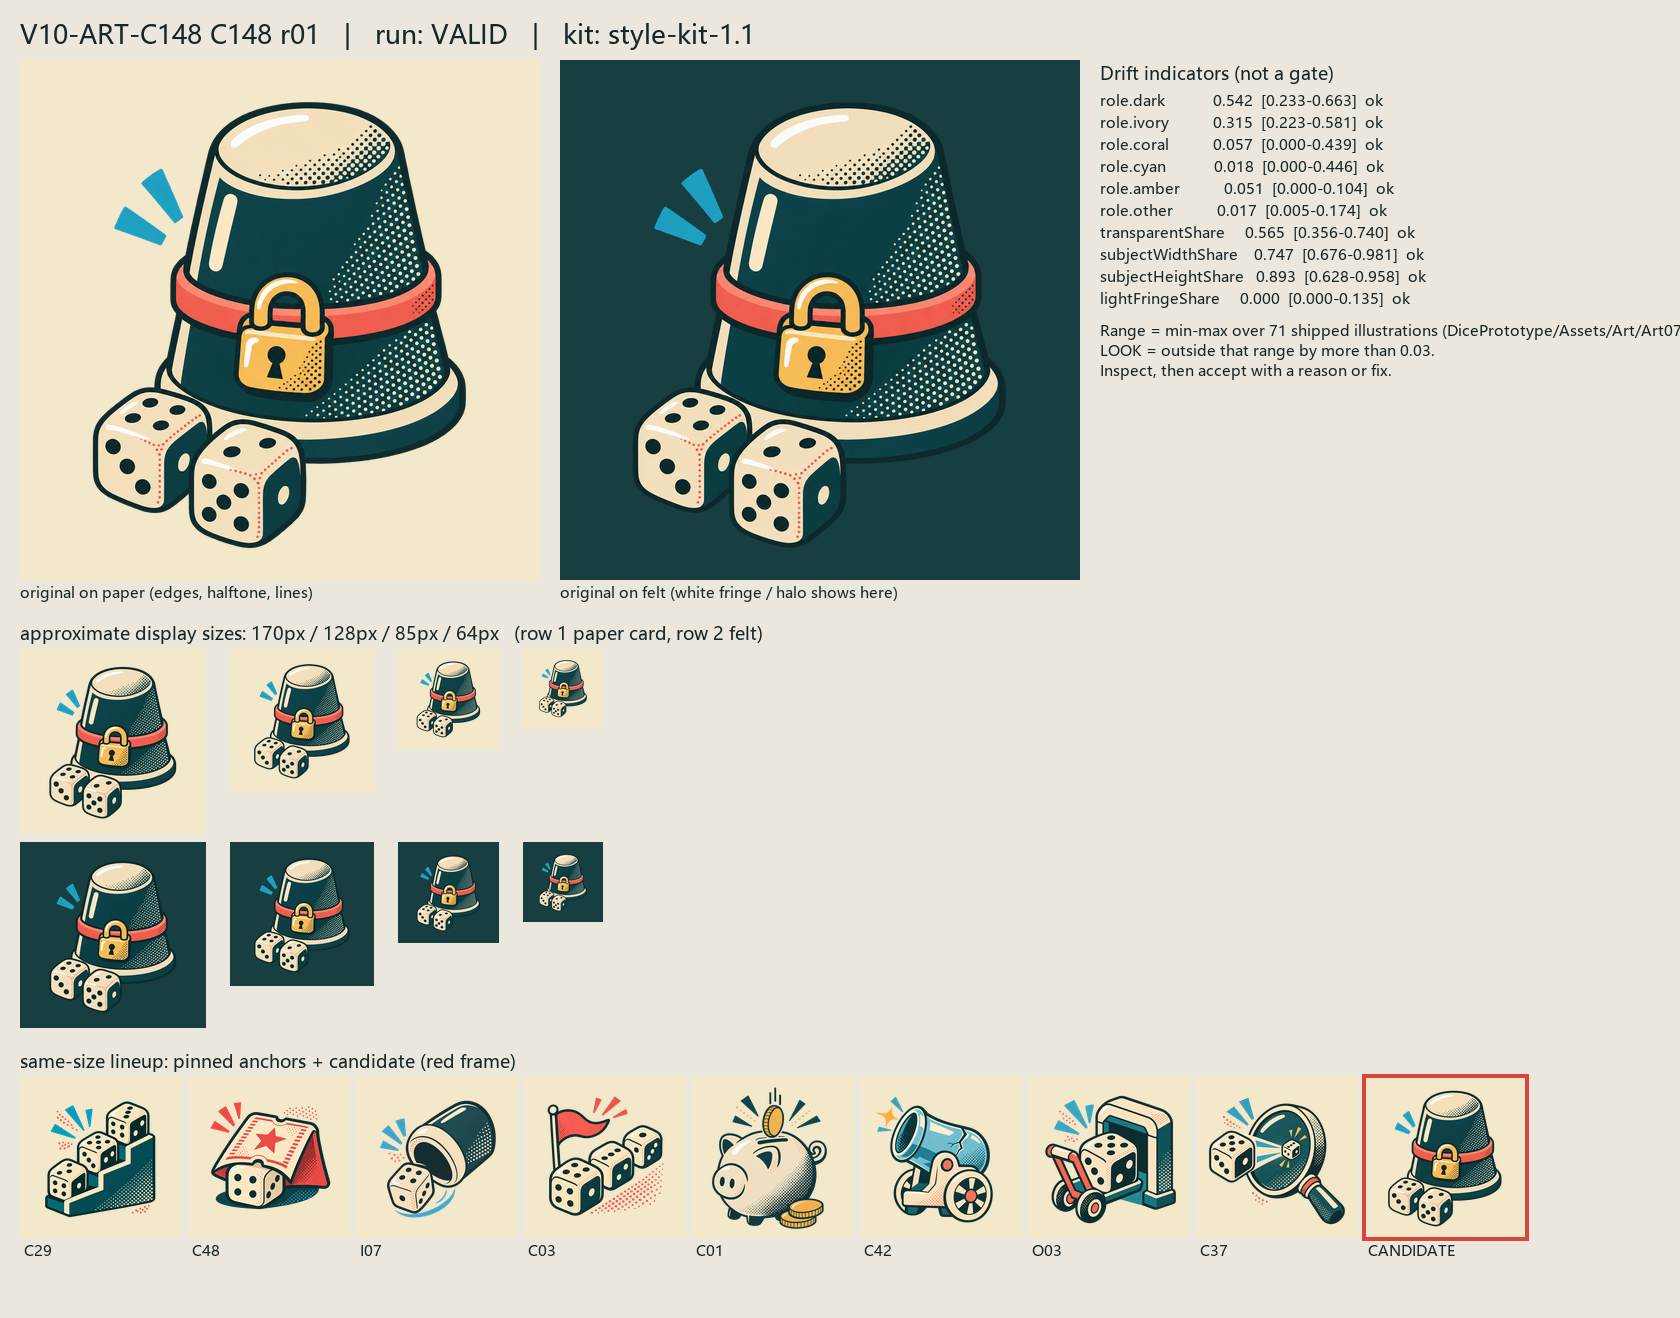 V10-ART-C148 C148 r01 | run: VALID | kit: style-kit-1.1
Drift indicators (not a gate)
role.dark 0.542 [0.233-0.663] ok
role.ivory 0.315 [0.223-0.581] ok
role.coral 0.057 [0.000-0.439] ok
role.cyan 0.018 [0.000-0.446] ok
role.amber 0.051 [0.000-0.104] ok
role.other 0.017 [0.005-0.174] ok
transparentShare 0.565 [0.356-0.740] ok
subjectWidthShare 0.747 [0.676-0.981] ok
subjectHeightShare 0.893 [0.628-0.958] ok
lightFringeShare 0.000 [0.000-0.135] ok
Range = min-max over 71 shipped illustrations (DicePrototype/Assets/Art/Art07
LOOK = outside that range by more than 0.03.
Inspect, then accept with a reason or fix.
original on paper (edges, halftone, lines)
original on felt (white fringe / halo shows here)
approximate display sizes: 170px / 128px / 85px / 64px (row 1 paper card, row 2 felt)
same-size lineup: pinned anchors + candidate (red frame)
C29
C48
I07
C03
C01
C42
O03
C37
CANDIDATE